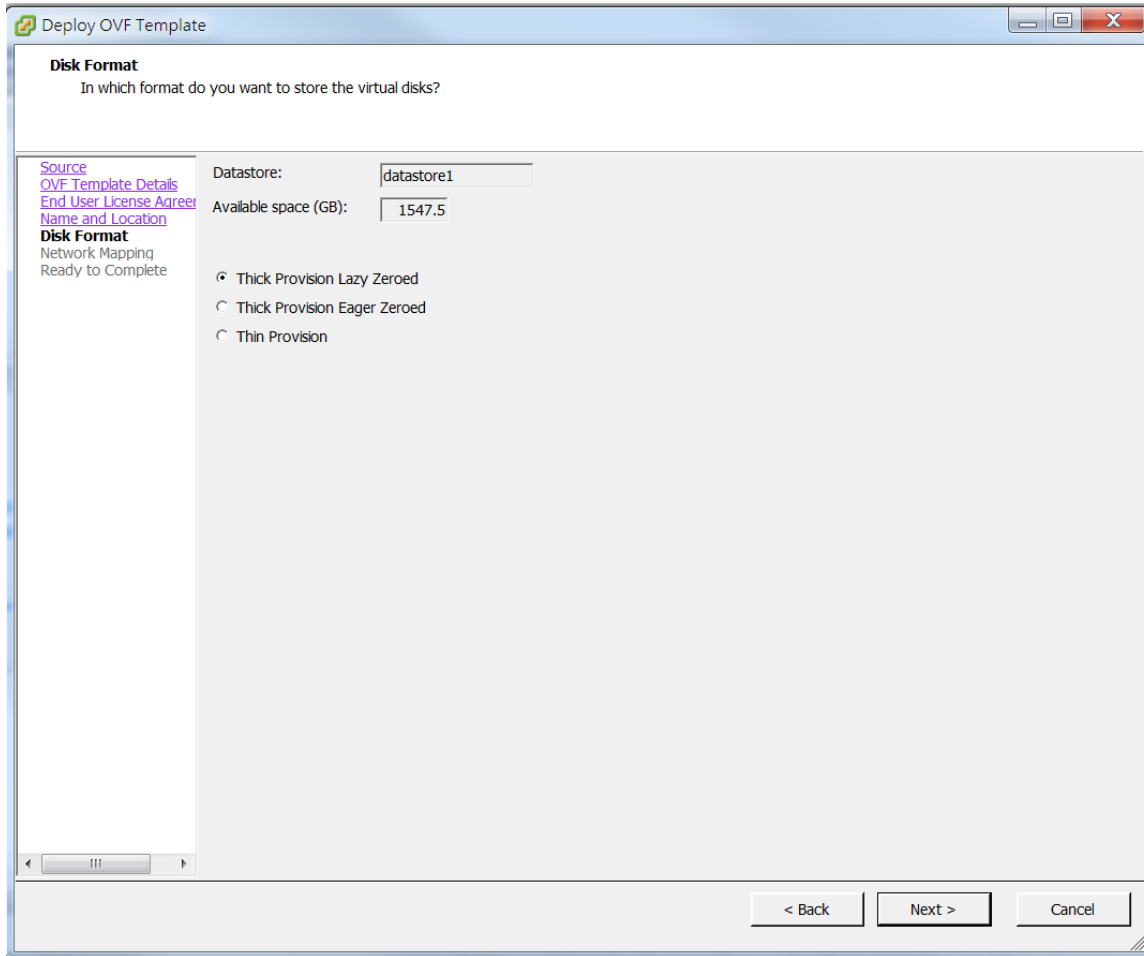 Deploy OVF Template
Disk Format
In which format do you want to store the virtual disks?
Source
OVF Template Details
End User License Agreer
Name and Location
Disk Format
Network Mapping
Ready to Complete
Datastore:
datastore1
Available space (GB):
1547.5
Thick Provision Lazy Zeroed
Thick Provision Eager Zeroed
Thin Provision
< Back
Next >
Cancel